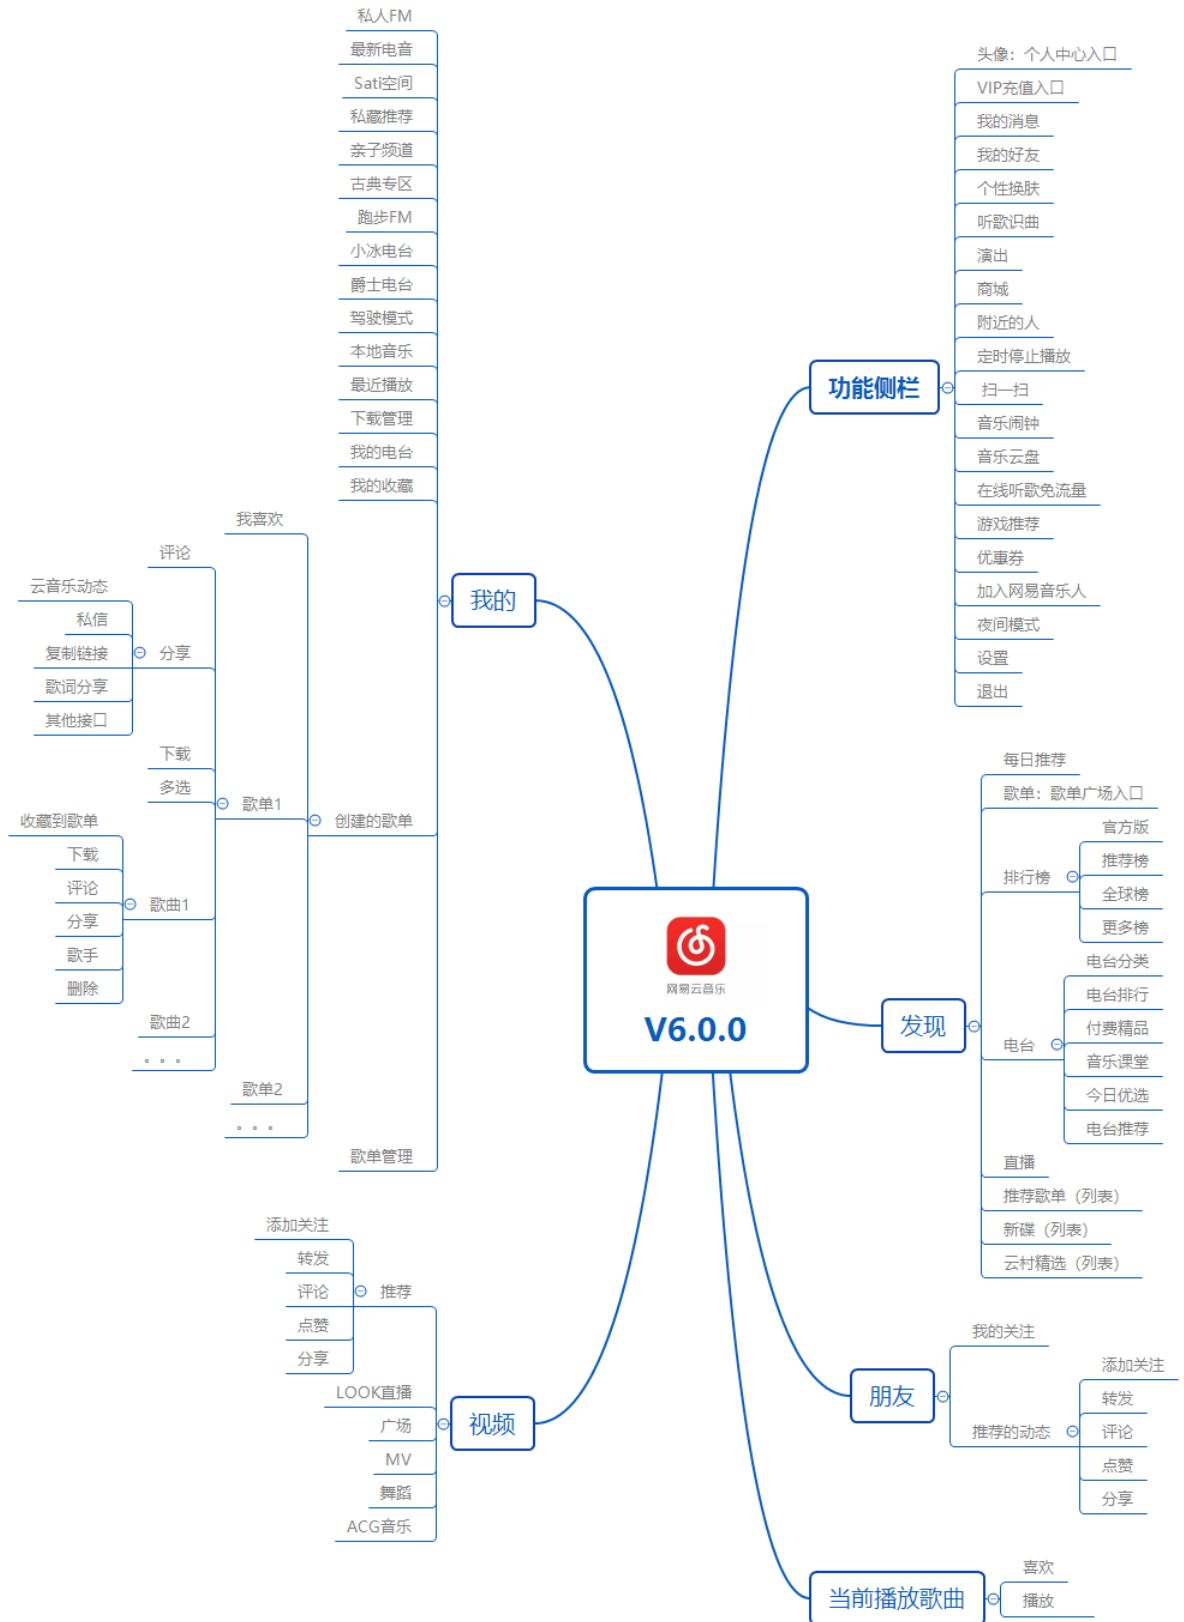 网易云音乐
V6.0.0
功能侧栏
头像：个人中心入口
VIP充值入口
我的消息
我的好友
个性换肤
听歌识曲
演出
商城
附近的人
定时停止播放
扫一扫
音乐闹钟
音乐云盘
在线听歌免流量
游戏推荐
优惠券
加入网易音乐人
夜间模式
设置
退出
发现
每日推荐
歌单：歌单广场入口
排行榜
官方版
推荐榜
全球榜
更多榜
电台
电台分类
电台排行
付费精品
音乐课堂
今日优选
电台推荐
直播
推荐歌单（列表）
新碟（列表）
云村精选（列表）
朋友
我的关注
推荐的动态
添加关注
转发
评论
点赞
分享
当前播放歌曲
喜欢
播放
我的
私人FM
最新电音
Sati空间
私藏推荐
亲子频道
古典专区
跑步FM
小冰电台
爵士电台
驾驶模式
本地音乐
最近播放
下载管理
我的电台
我的收藏
创建的歌单
我喜欢
歌单1
评论
分享
云音乐动态
私信
复制链接
歌词分享
其他接口
下载
多选
歌曲1
收藏到歌单
下载
评论
分享
歌手
删除
歌曲2
。。。
歌单2
。。。
歌单管理
视频
推荐
添加关注
转发
评论
点赞
分享
LOOK直播
广场
MV
舞蹈
ACG音乐